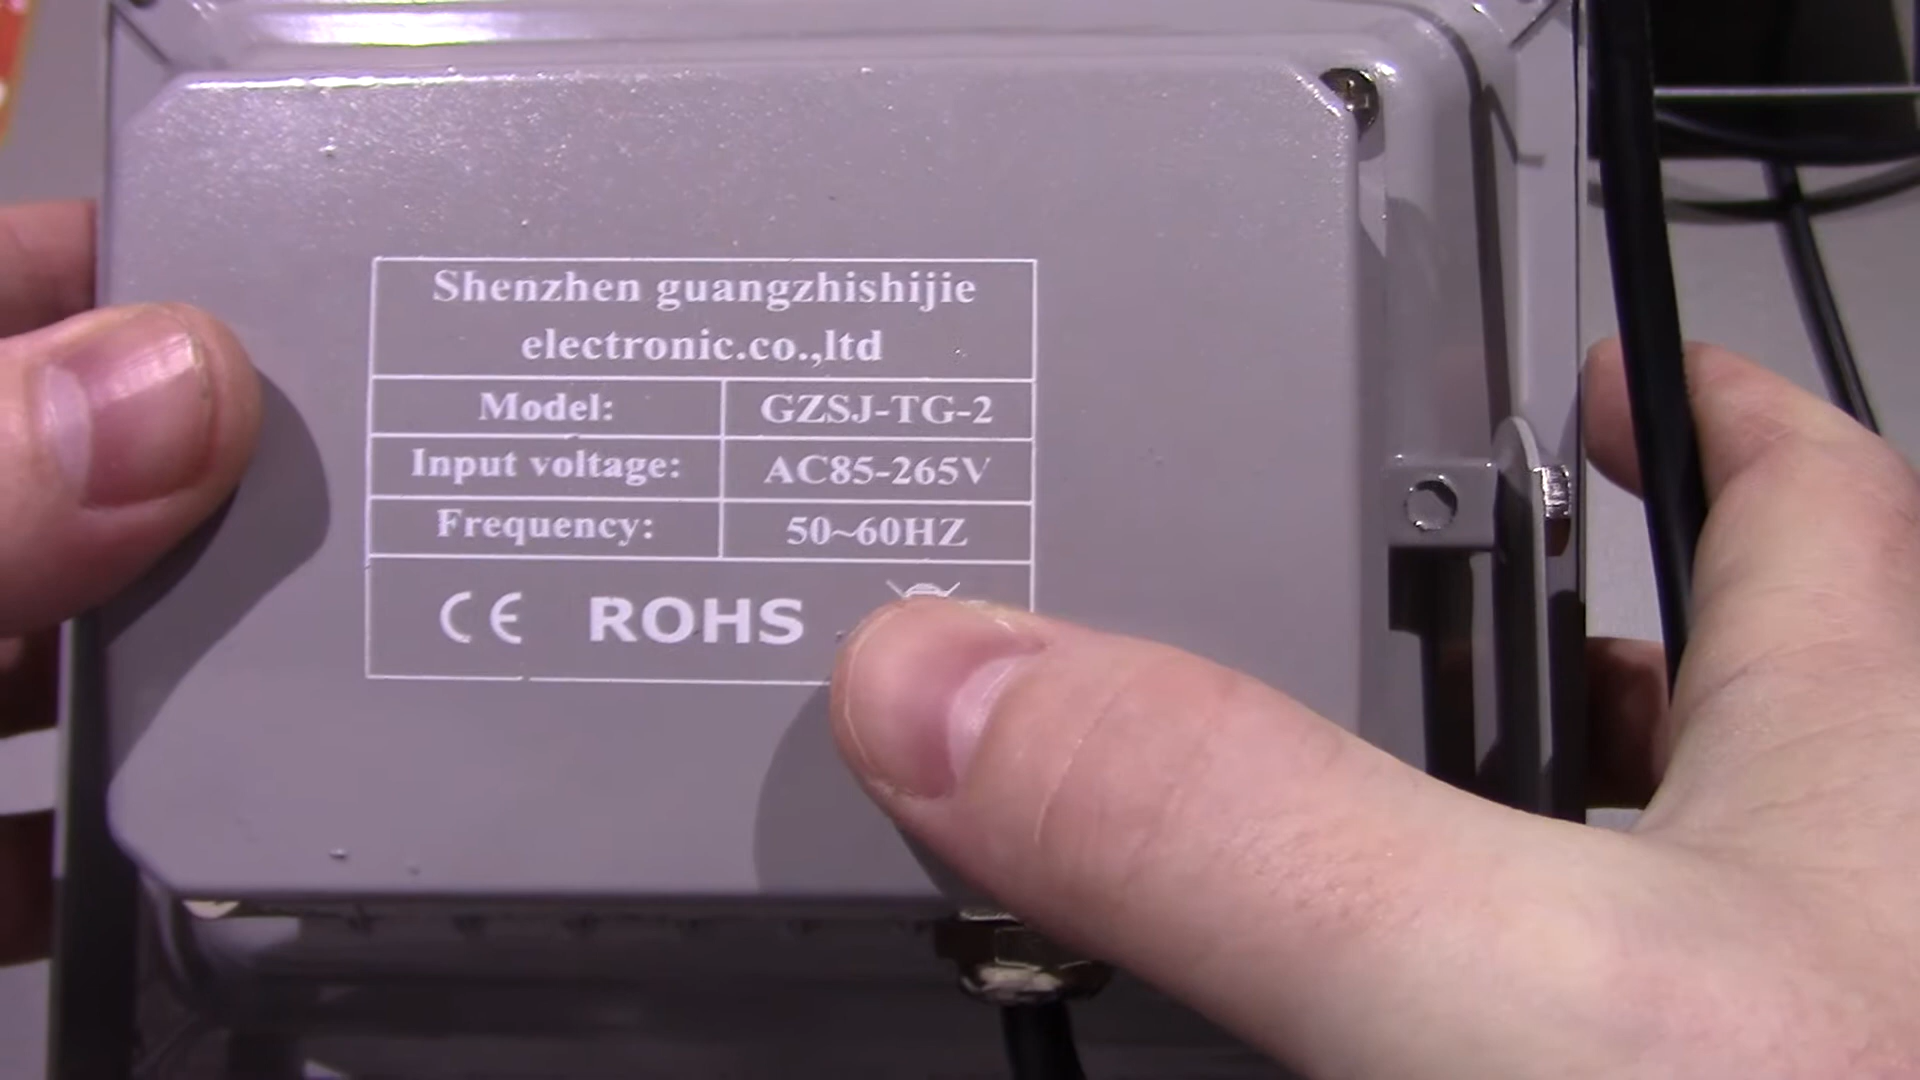 Shenzhen guangzhishijie
electronic.co.,ltd
Model: GZSJ-TG-2
Input voltage: AC85-265V
Frequency: 50~60HZ
CE ROHS